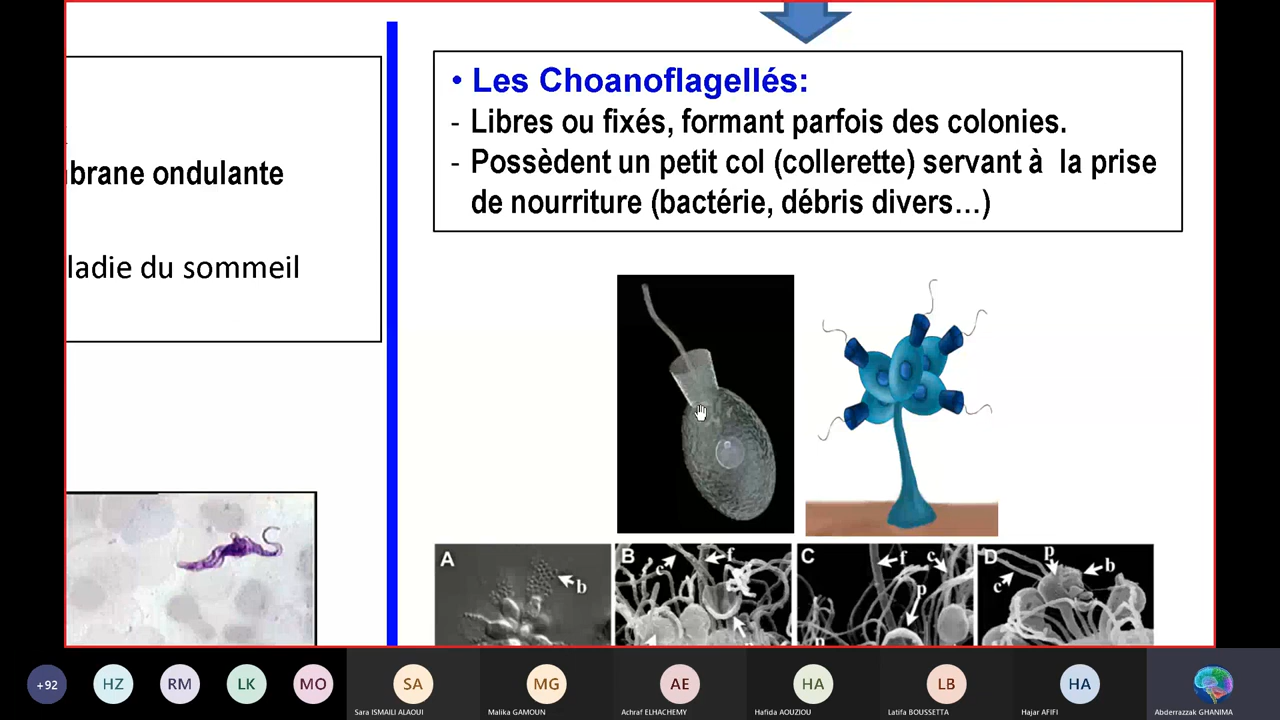 brane ondulante
ladie du sommeil
• Les Choanoflagellés:
- Libres ou fixés, formant parfois des colonies.
- Possèdent un petit col (collerette) servant à la prise
de nourriture (bactérie, débris divers…)
A
b
B
c
f
C
f
c
p
D
c
p
b
+92
HZ
RM
LK
MO
SA
Sara ISMAILI ALAOUI
MG
Malika GAMOUN
AE
Achraf ELHACHEMY
HA
Hafida AOUZIOU
LB
Latifa BOUSSETTA
HA
Hajar AFIFI
Abderrazzak GHANIMA